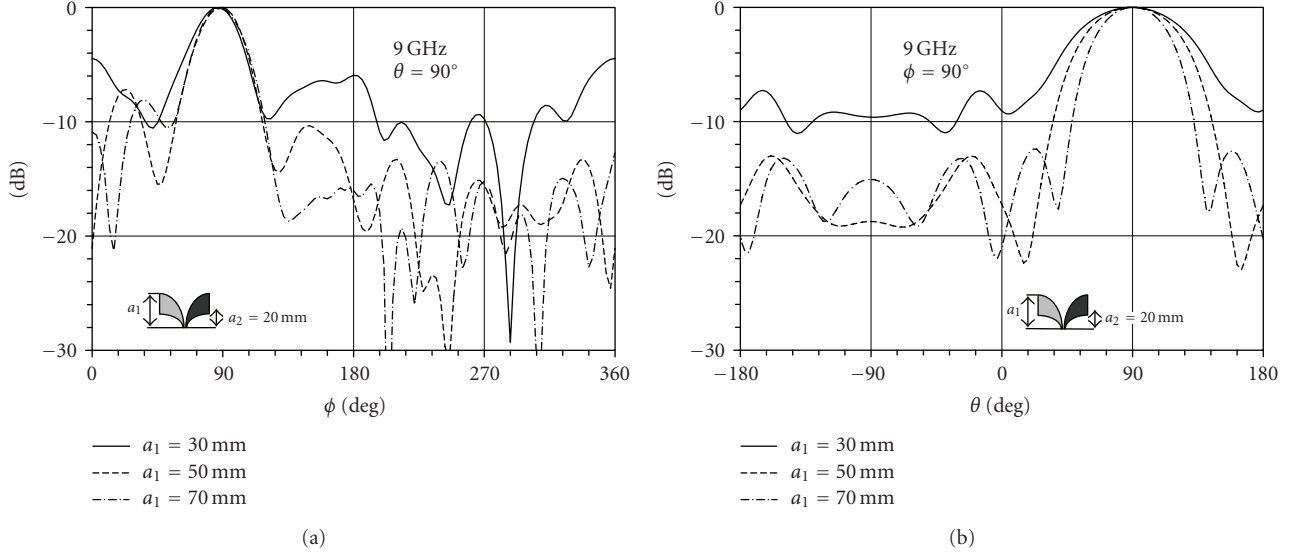 0
−10
−20
−30
(dB)
9 GHz
θ = 90°
a₁
a₂ = 20 mm
0 90 180 270 360
ϕ (deg)
a₁ = 30 mm
a₁ = 50 mm
a₁ = 70 mm
(a)
0
−10
−20
−30
(dB)
9 GHz
ϕ = 90°
a₁
a₂ = 20 mm
−180 −90 0 90 180
θ (deg)
a₁ = 30 mm
a₁ = 50 mm
a₁ = 70 mm
(b)